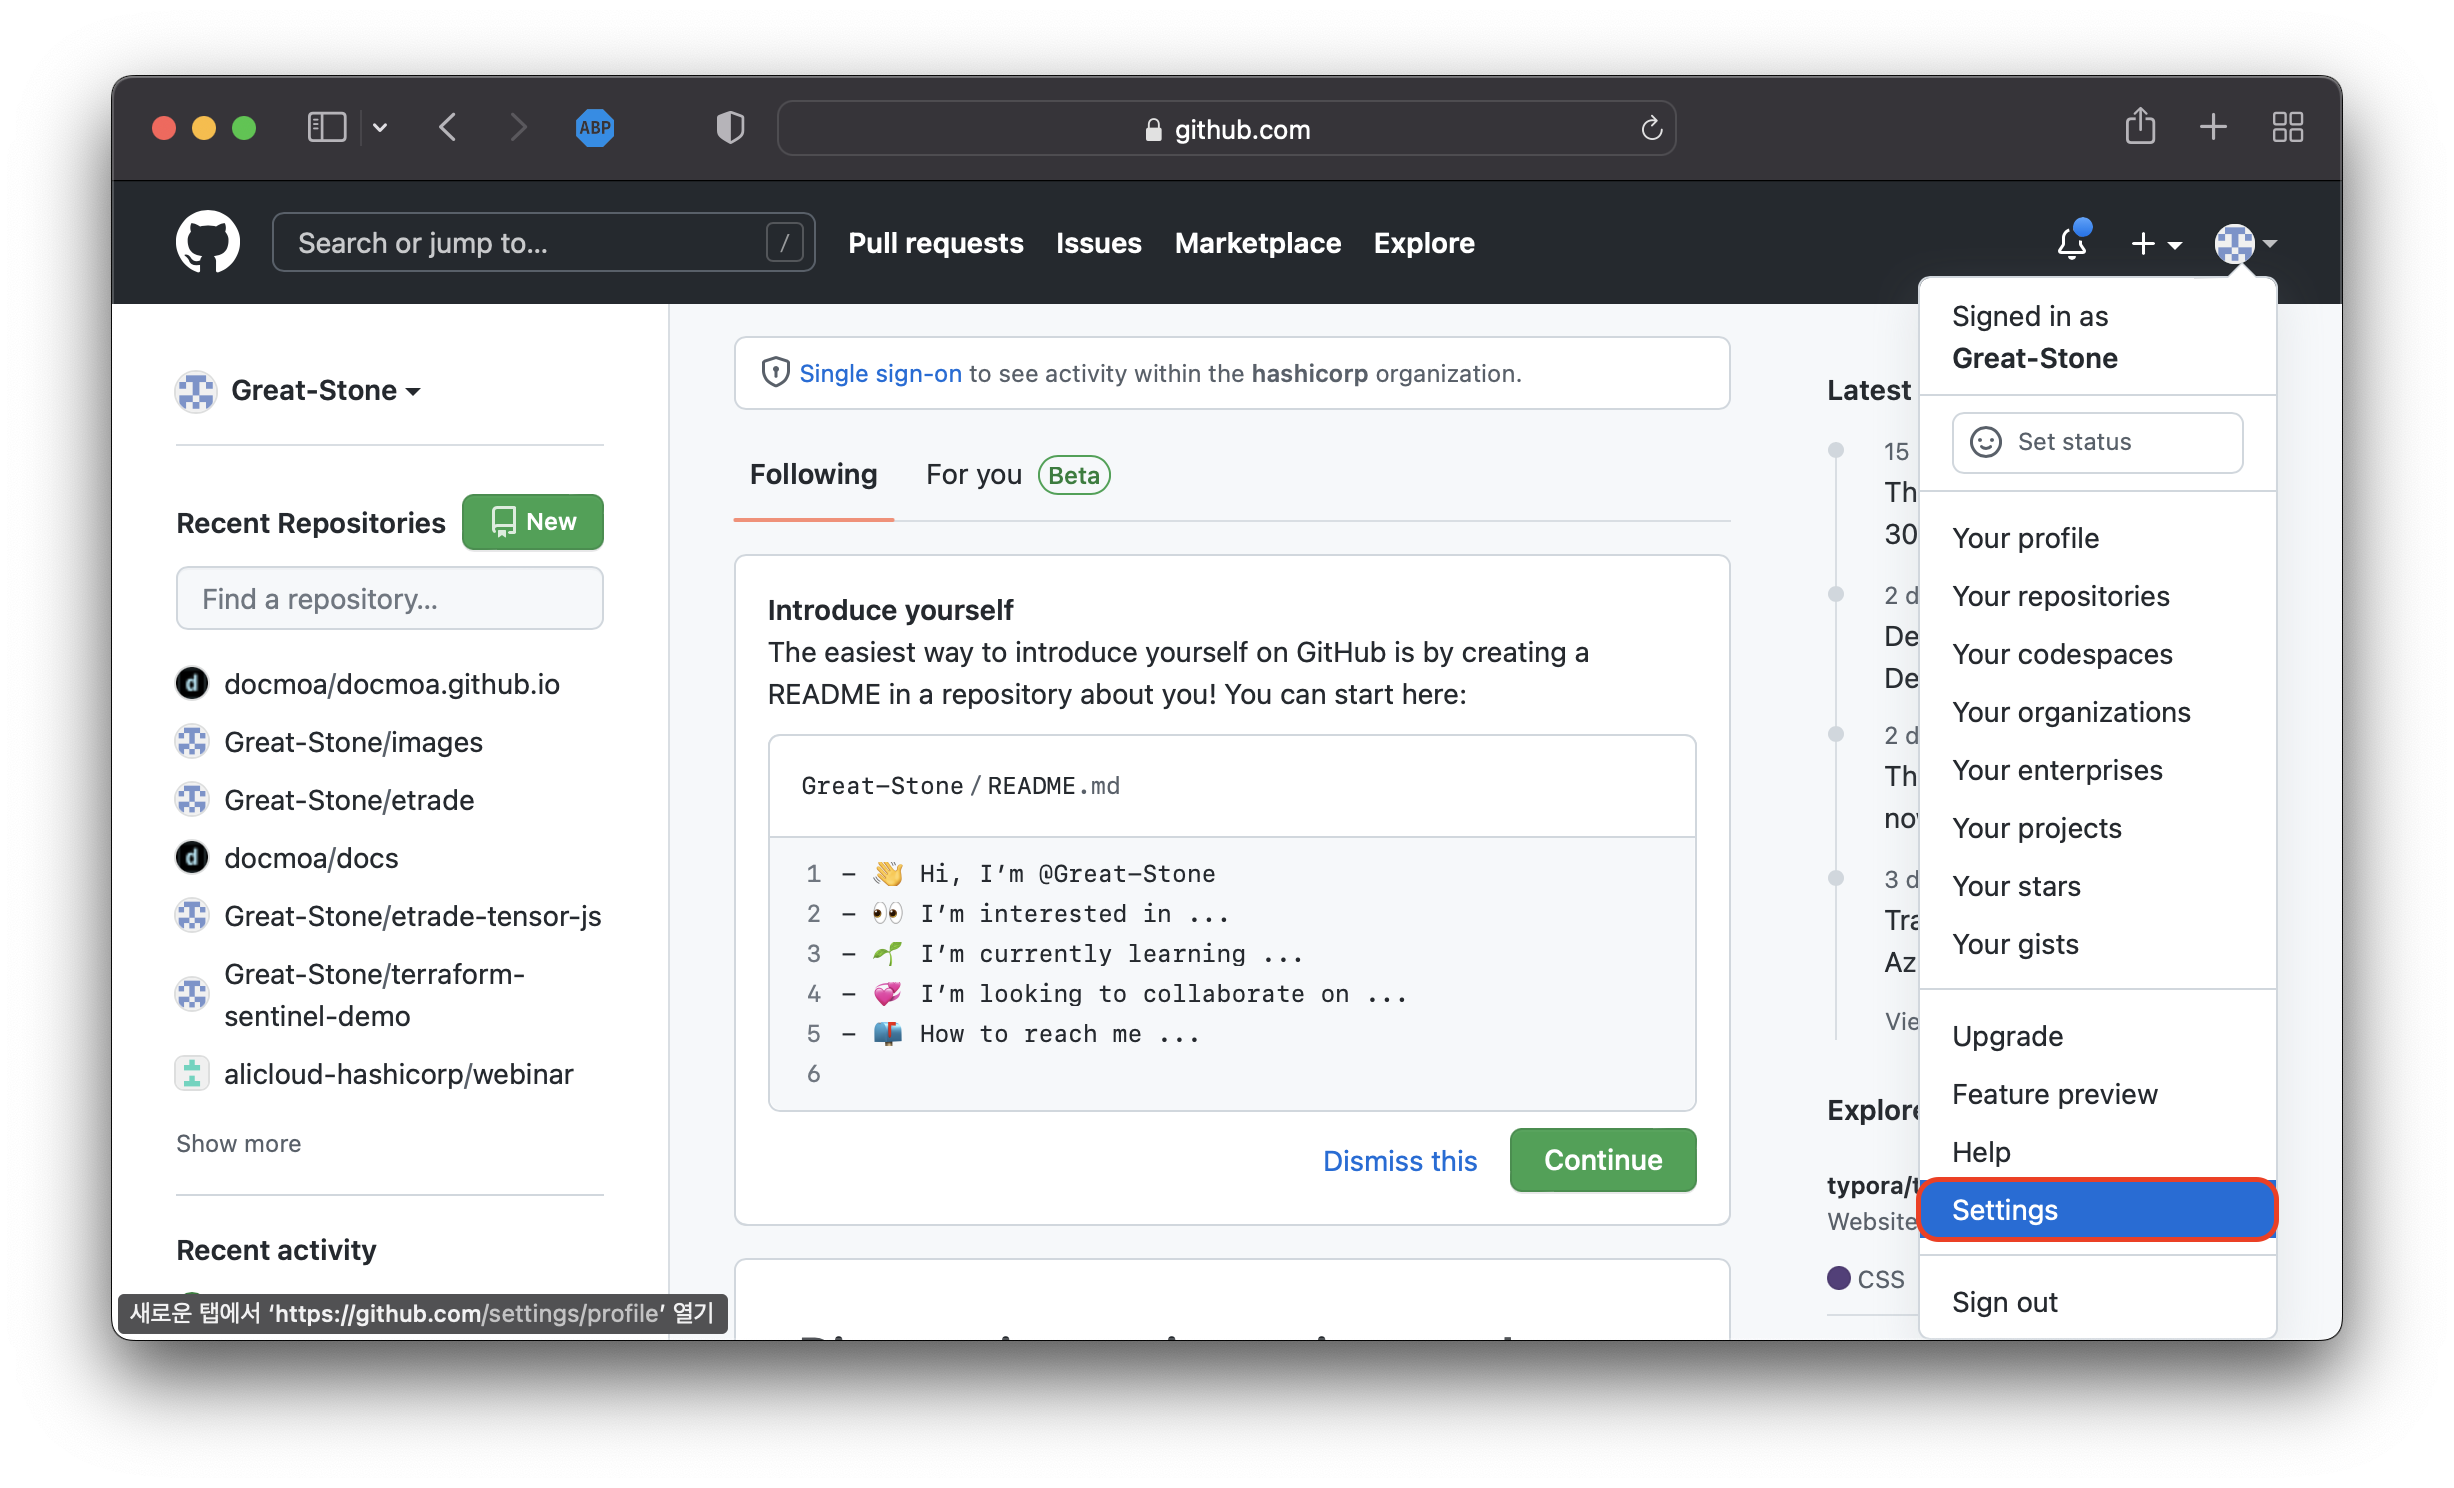 ABP
github.com
Search or jump to...
/
Pull requests
Issues
Marketplace
Explore
Great-Stone
Recent Repositories
New
Find a repository...
docmoa/docmoa.github.io
Great-Stone/images
Great-Stone/etrade
docmoa/docs
Great-Stone/etrade-tensor-js
Great-Stone/terraform-
sentinel-demo
alicloud-hashicorp/webinar
Show more
Recent activity
새로운 탭에서 ‘https://github.com/settings/profile’ 열기
Single sign-on to see activity within the hashicorp organization.
Following
For you
Beta
Introduce yourself
The easiest way to introduce yourself on GitHub is by creating a
README in a repository about you! You can start here:
Great-Stone / README.md
1 - 👋 Hi, I’m @Great-Stone
2 - 👀 I’m interested in ...
3 - 🌱 I’m currently learning ...
4 - 💞️ I’m looking to collaborate on ...
5 - 📫 How to reach me ...
6
Dismiss this
Continue
Latest
15
30
2 d
2 d
3 d
Explore
typora/
Website
CSS
Signed in as
Great-Stone
Set status
Your profile
Your repositories
Your codespaces
Your organizations
Your enterprises
Your projects
Your stars
Your gists
Upgrade
Feature preview
Help
Settings
Sign out